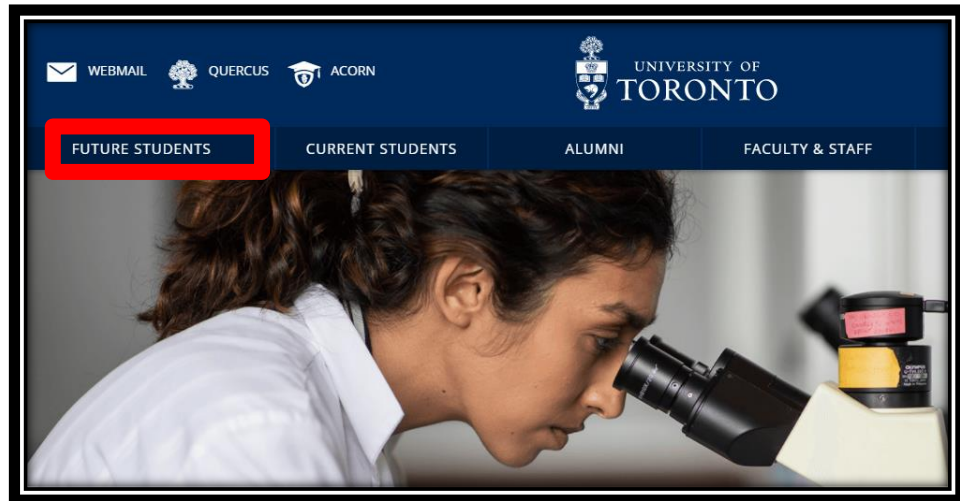 WEBMAIL QUERCUS ACORN
UNIVERSITY OF
TORONTO
FUTURE STUDENTS CURRENT STUDENTS ALUMNI FACULTY & STAFF